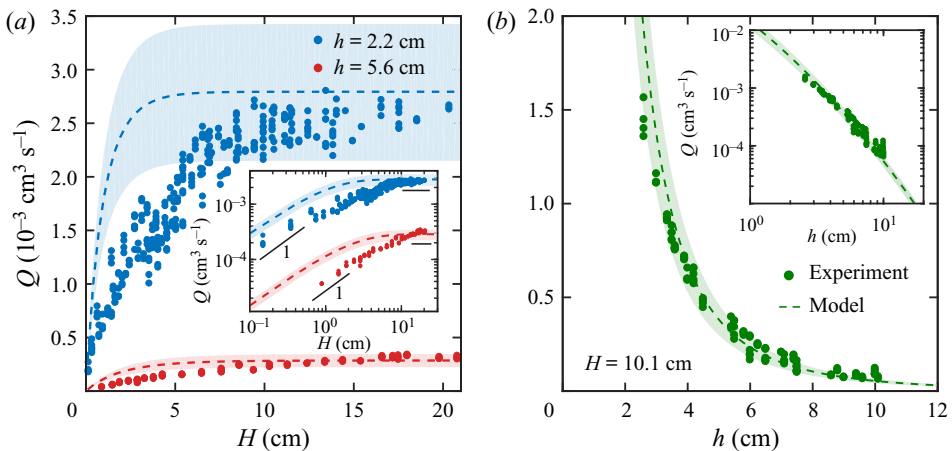 (a)
h = 2.2 cm
h = 5.6 cm
Q (10⁻³ cm³ s⁻¹)
3.5
3.0
2.5
2.0
1.5
1.0
0.5
0
5
10
15
20
H (cm)
Q (cm³ s⁻¹)
10⁻³
10⁻⁴
1
1
10⁻¹
10⁰
10¹
H (cm)
(b)
2.0
1.5
1.0
0.5
0
2
4
6
8
10
12
h (cm)
H = 10.1 cm
Experiment
Model
Q (cm³ s⁻¹)
10⁻²
10⁻³
10⁻⁴
10⁰
10¹
h (cm)